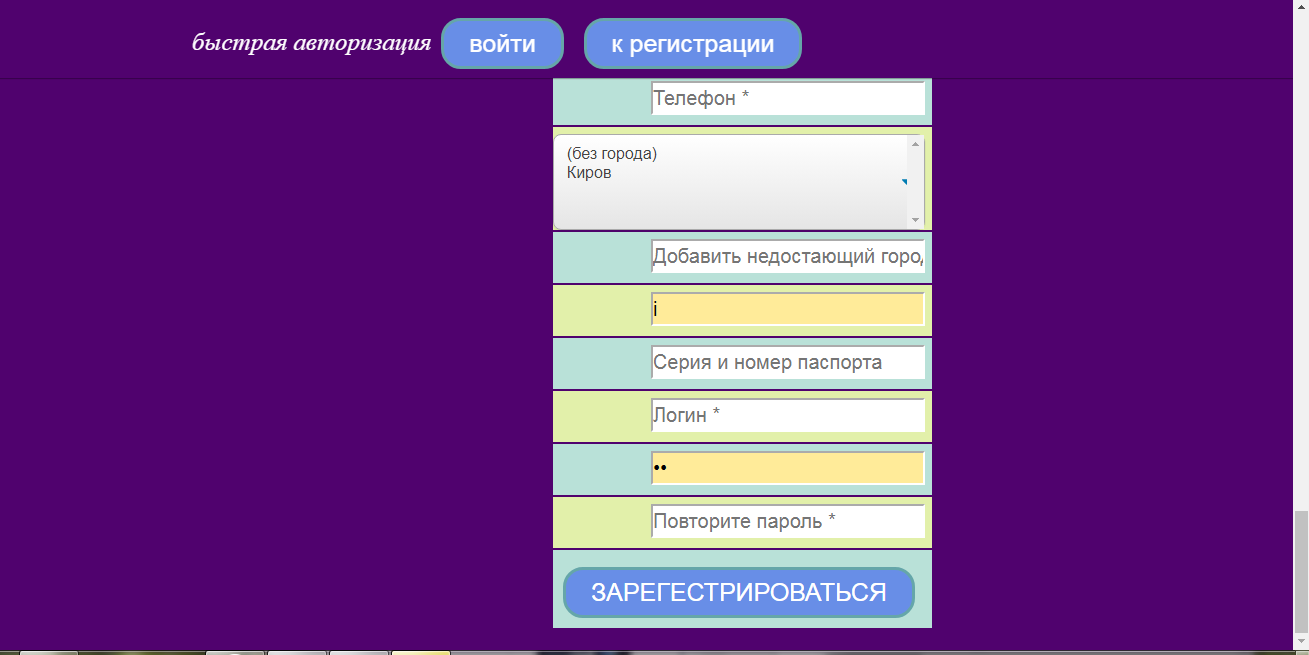 быстрая авторизация войти к регистрации
Телефон *
(без города)
Киров
Добавить недостающий горо
i
Серия и номер паспорта
Логин *
••
Повторите пароль *
ЗАРЕГЕСТРИРОВАТЬСЯ